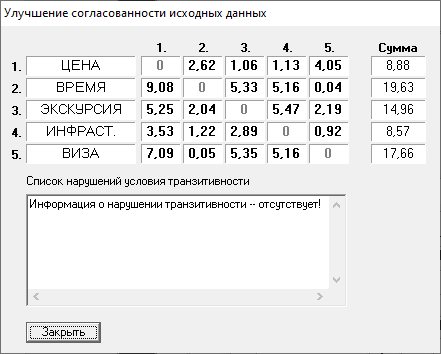 Улучшение согласованности исходных данных
1. 2. 3. 4. 5. Сумма
1. ЦЕНА 0 2,62 1,06 1,13 4,05 8,88
2. ВРЕМЯ 9,08 0 5,33 5,16 0,04 19,63
3. ЭКСКУРСИЯ 5,25 2,04 0 5,47 2,19 14,96
4. ИНФРАСТ. 3,53 1,22 2,89 0 0,92 8,57
5. ВИЗА 7,09 0,05 5,35 5,16 0 17,66
Список нарушений условия транзитивности
Информация о нарушении транзитивности -- отсутствует!
Закрыть